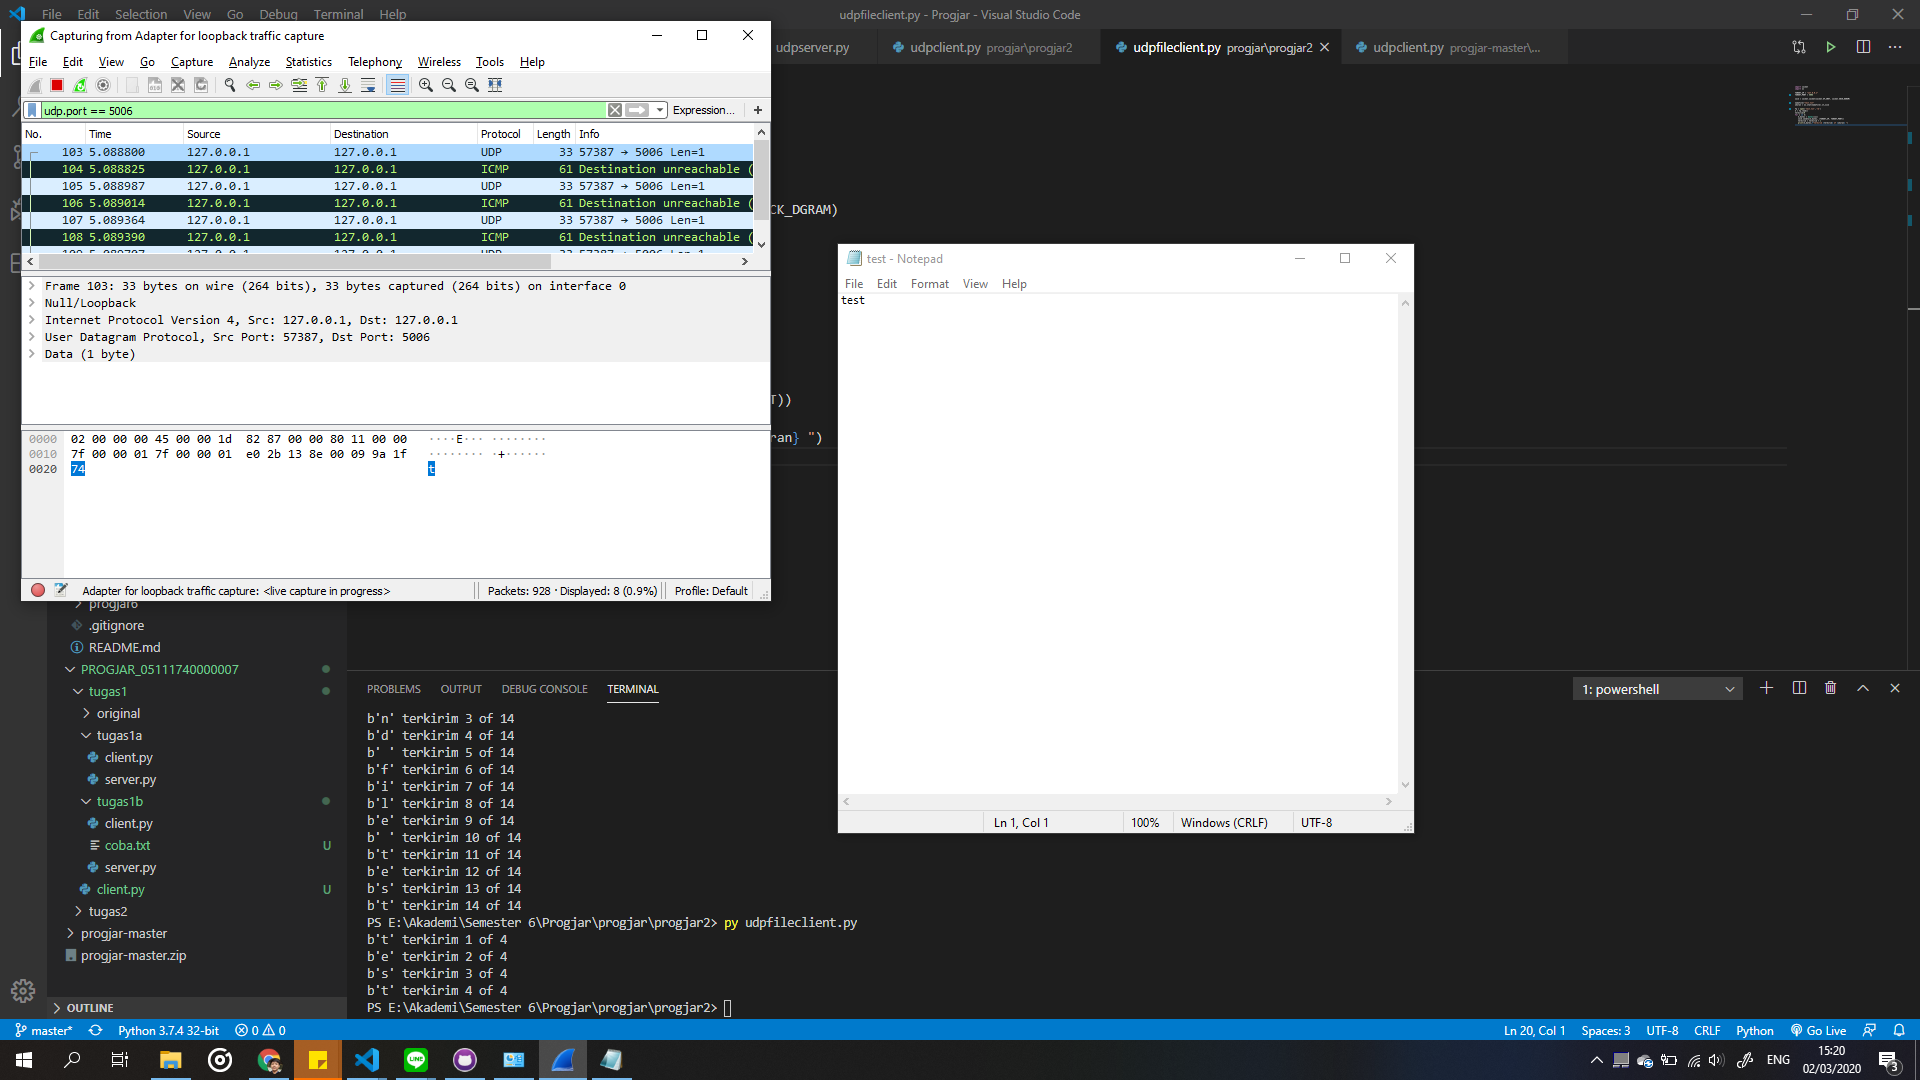 File Edit Selection View Go Debug Terminal Help
udpfileclient.py - Progjar - Visual Studio Code
Capturing from Adapter for loopback traffic capture
File Edit View Go Capture Analyze Statistics Telephony Wireless Tools Help
udp.port == 5006
Expression... +
No. Time Source Destination Protocol Length Info
103 5.088800 127.0.0.1 127.0.0.1 UDP 33 57387 → 5006 Len=1
104 5.088825 127.0.0.1 127.0.0.1 ICMP 61 Destination unreachable (
105 5.088987 127.0.0.1 127.0.0.1 UDP 33 57387 → 5006 Len=1
106 5.089014 127.0.0.1 127.0.0.1 ICMP 61 Destination unreachable (
107 5.089364 127.0.0.1 127.0.0.1 UDP 33 57387 → 5006 Len=1
108 5.089390 127.0.0.1 127.0.0.1 ICMP 61 Destination unreachable (
Frame 103: 33 bytes on wire (264 bits), 33 bytes captured (264 bits) on interface 0
Null/Loopback
Internet Protocol Version 4, Src: 127.0.0.1, Dst: 127.0.0.1
User Datagram Protocol, Src Port: 57387, Dst Port: 5006
Data (1 byte)
0000 02 00 00 00 45 00 00 1d 82 87 00 00 80 11 00 00 ····E··· ········
0010 7f 00 00 01 7f 00 00 01 e0 2b 13 8e 00 09 9a 1f ········ ·+······
0020 74 t
Adapter for loopback traffic capture: <live capture in progress>
Packets: 928 · Displayed: 8 (0.9%)
Profile: Default
udpserver.py
udpclient.py progjar\progjar2
udpfileclient.py progjar\progjar2
udpclient.py progjar-master\...
CK_DGRAM)
T))
ran} ")
test - Notepad
File Edit Format View Help
test
Ln 1, Col 1
100%
Windows (CRLF)
UTF-8
progjar6
.gitignore
README.md
PROGJAR_05111740000007
tugas1
original
tugas1a
client.py
server.py
tugas1b
client.py
coba.txt U
server.py
client.py U
tugas2
progjar-master
progjar-master.zip
OUTLINE
PROBLEMS OUTPUT DEBUG CONSOLE TERMINAL
1: powershell
b'n' terkirim 3 of 14
b'd' terkirim 4 of 14
b' ' terkirim 5 of 14
b'f' terkirim 6 of 14
b'i' terkirim 7 of 14
b'l' terkirim 8 of 14
b'e' terkirim 9 of 14
b' ' terkirim 10 of 14
b't' terkirim 11 of 14
b'e' terkirim 12 of 14
b's' terkirim 13 of 14
b't' terkirim 14 of 14
PS E:\Akademi\Semester 6\Progjar\progjar\progjar2> py udpfileclient.py
b't' terkirim 1 of 4
b'e' terkirim 2 of 4
b's' terkirim 3 of 4
b't' terkirim 4 of 4
PS E:\Akademi\Semester 6\Progjar\progjar\progjar2>
master*
Python 3.7.4 32-bit
0 0
Ln 20, Col 1
Spaces: 3
UTF-8
CRLF
Python
Go Live
LINE
ENG
15:20
02/03/2020
3